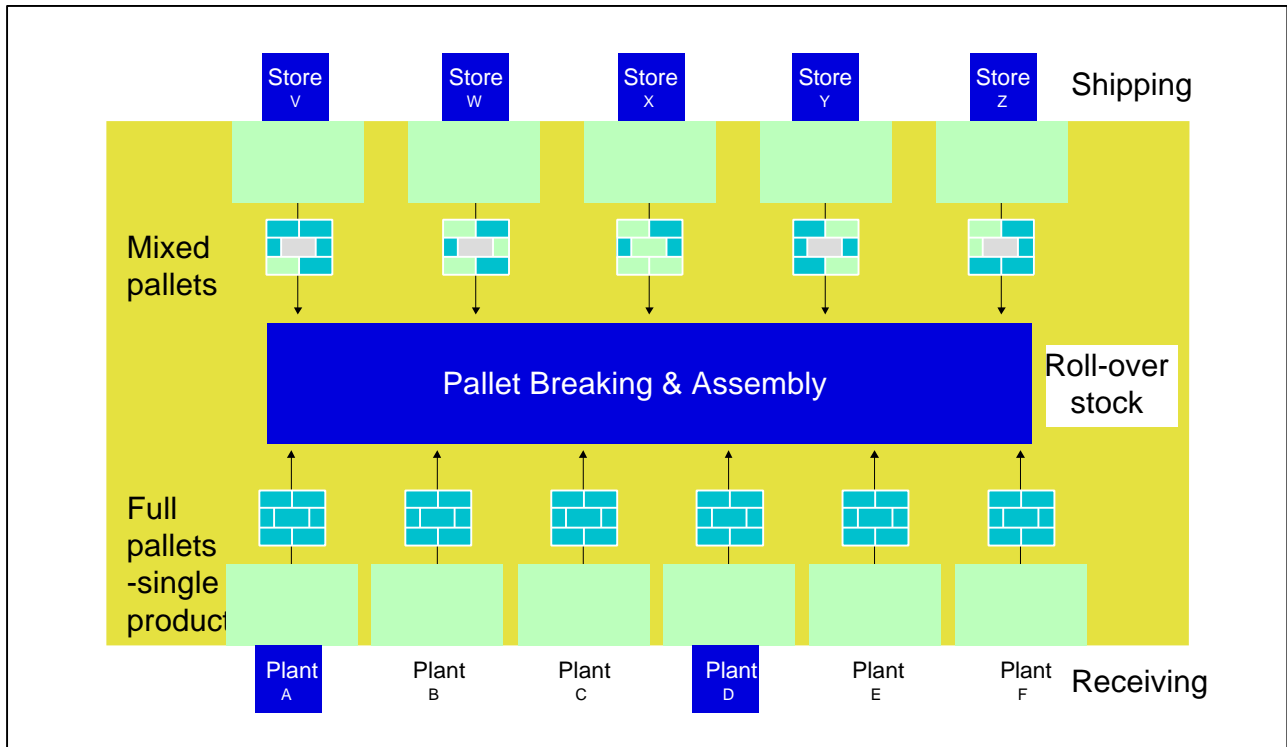 Store
V
Store
W
Store
X
Store
Y
Store
Z
Shipping
Mixed
pallets
Pallet Breaking & Assembly
Roll-over
stock
Full
pallets
-single
product
Plant
A
Plant
B
Plant
C
Plant
D
Plant
E
Plant
F
Receiving